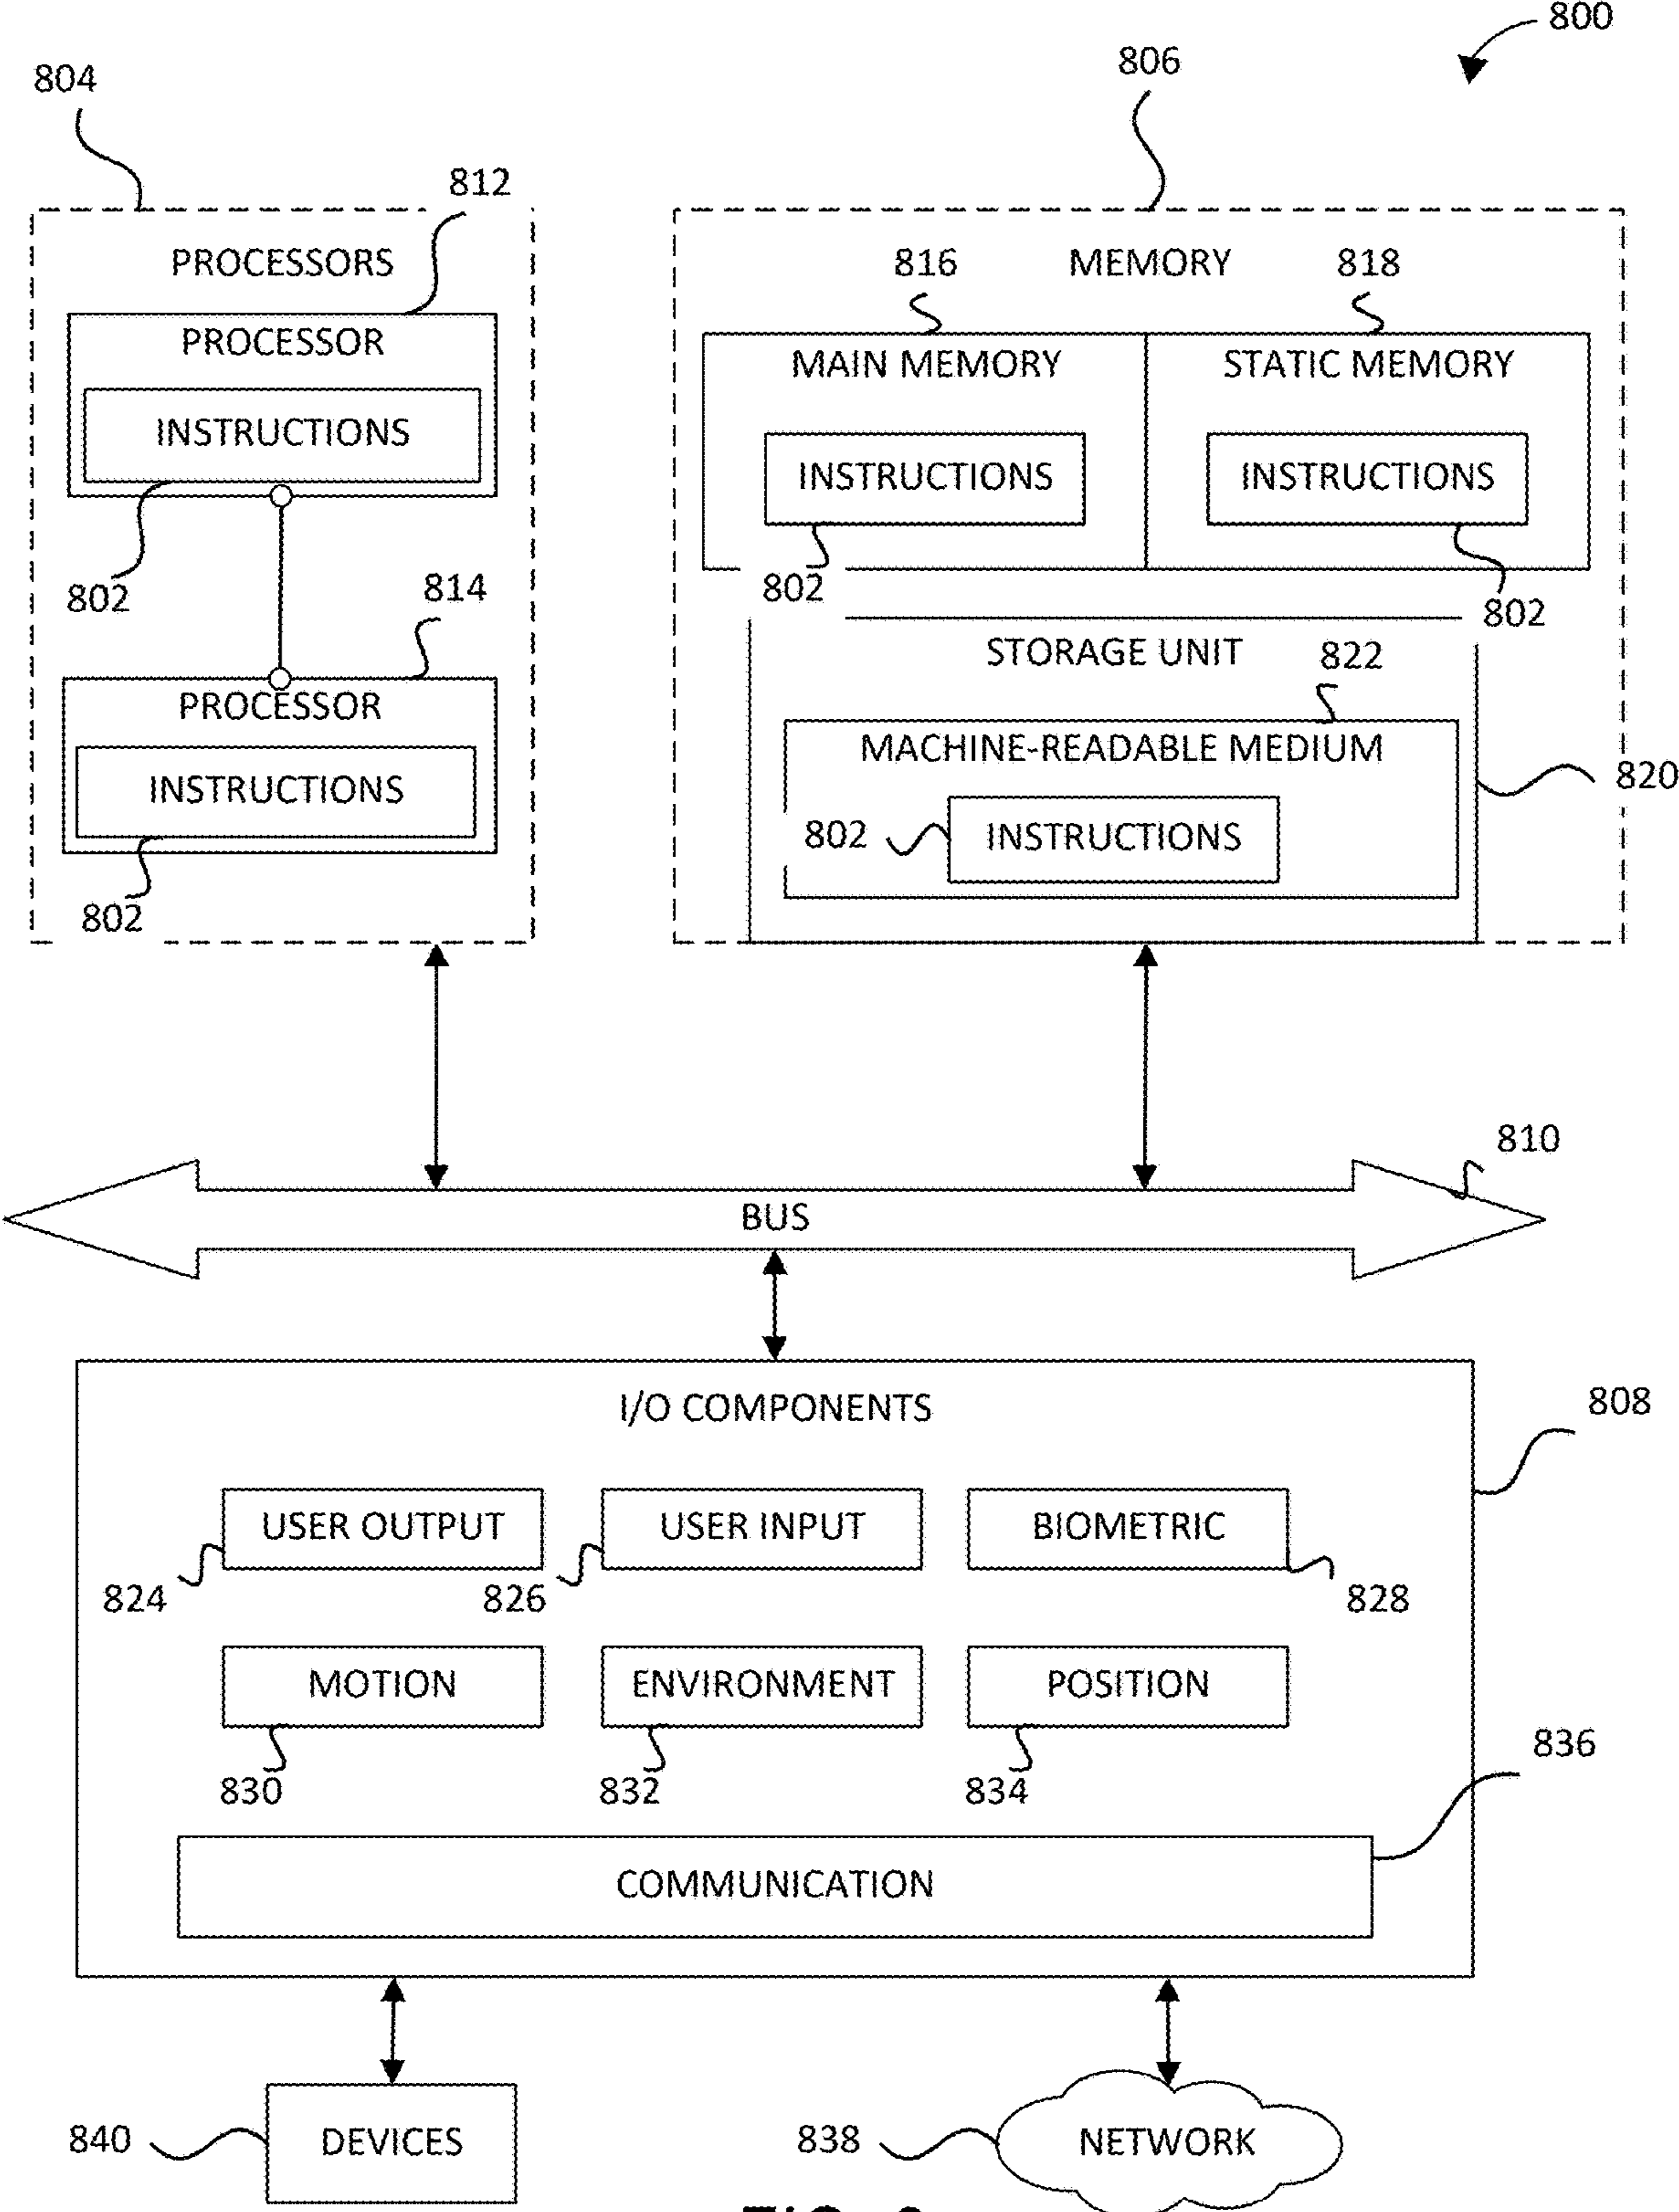 800
804
806
812
PROCESSORS
816
MEMORY
818
PROCESSOR
MAIN MEMORY
STATIC MEMORY
INSTRUCTIONS
INSTRUCTIONS
INSTRUCTIONS
802
814
802
802
STORAGE UNIT
822
PROCESSOR
MACHINE-READABLE MEDIUM
820
INSTRUCTIONS
802
INSTRUCTIONS
802
810
BUS
I/O COMPONENTS
808
USER OUTPUT
USER INPUT
BIOMETRIC
824
826
828
MOTION
ENVIRONMENT
POSITION
836
830
832
834
COMMUNICATION
840
DEVICES
838
NETWORK